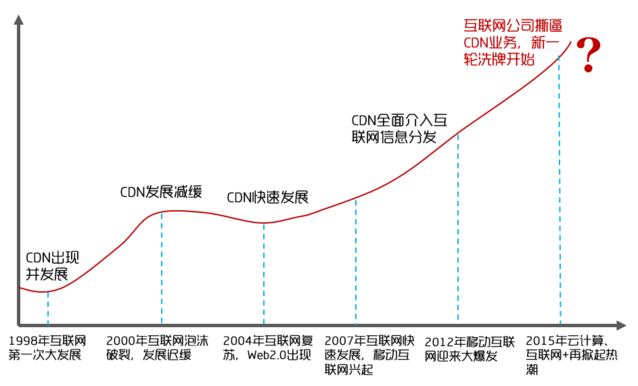 互联网公司撕逼
CDN业务，新一
轮洗牌开始
?
CDN全面介入互
联网信息分发
CDN发展减缓
CDN快速发展
CDN出现
并发展
1998年互联网
第一次大发展
2000年互联网泡沫
破裂，发展迟缓
2004年互联网复
苏，Web2.0出现
2007年互联网快
速发展，移动互
联网兴起
2012年移动互联
网迎来大爆发
2015年云计算、
互联网+再掀起热
潮